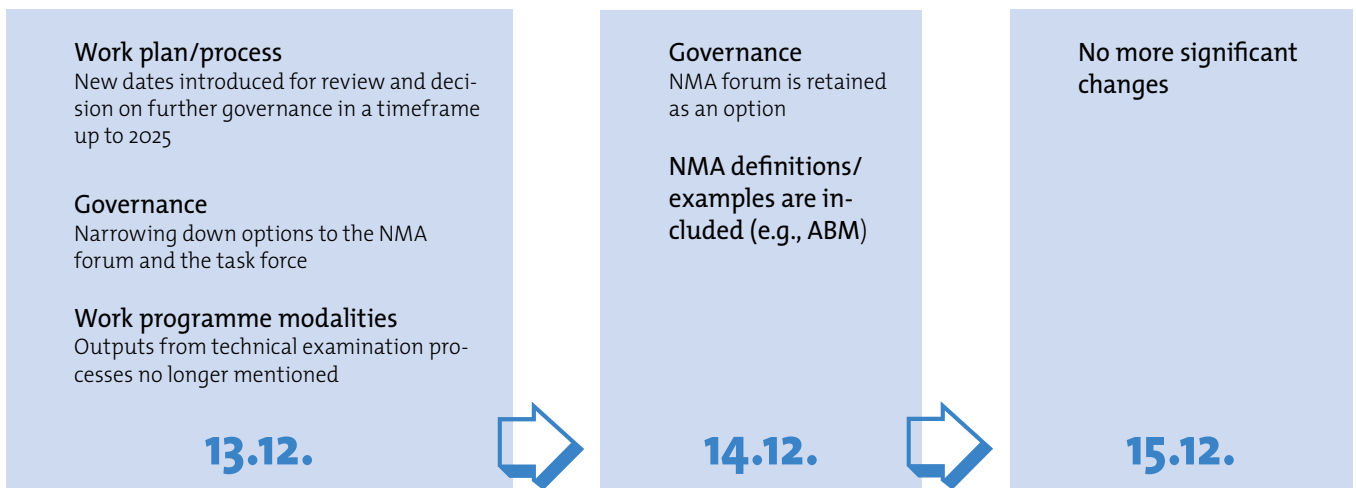 Work plan/process
New dates introduced for review and deci-
sion on further governance in a timeframe
up to 2025
Governance
Narrowing down options to the NMA
forum and the task force
Work programme modalities
Outputs from technical examination pro-
cesses no longer mentioned
13.12.
Governance
NMA forum is retained
as an option
NMA definitions/
examples are in-
cluded (e.g., ABM)
14.12.
No more significant
changes
15.12.